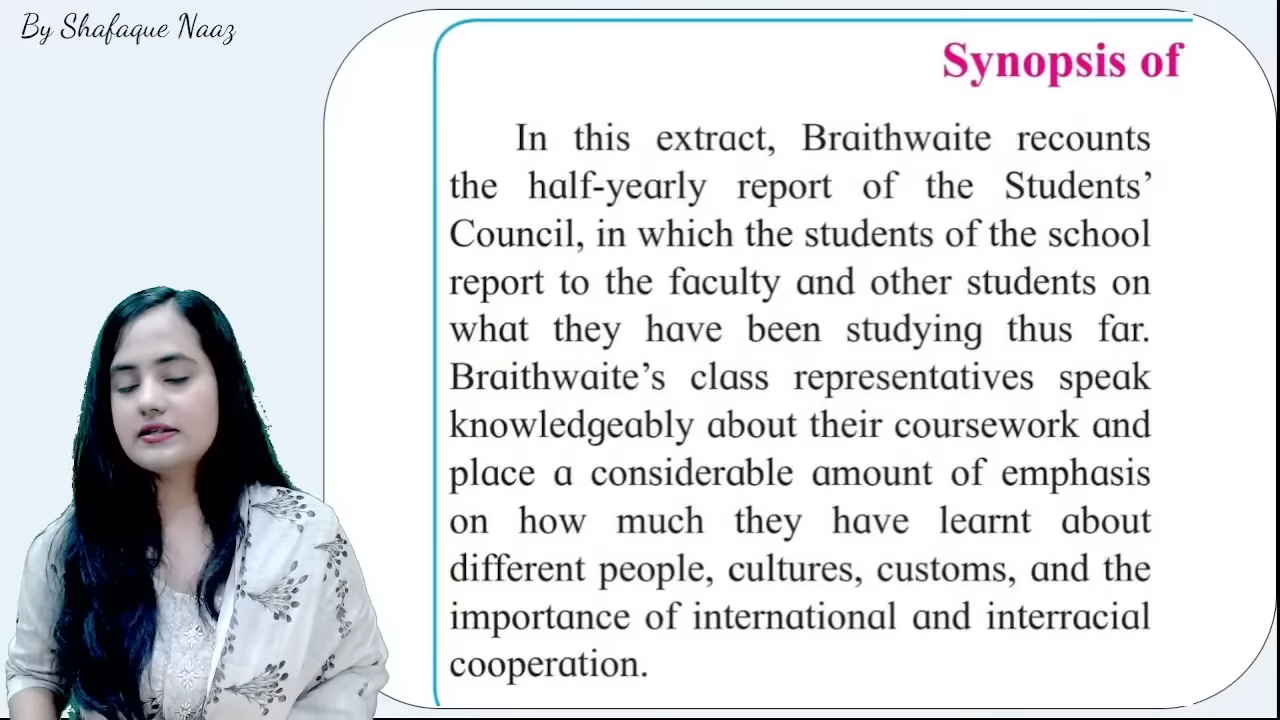 By Shafaque Naaz
Synopsis of
In this extract, Braithwaite recounts
the half-yearly report of the Students’
Council, in which the students of the school
report to the faculty and other students on
what they have been studying thus far.
Braithwaite’s class representatives speak
knowledgeably about their coursework and
place a considerable amount of emphasis
on how much they have learnt about
different people, cultures, customs, and the
importance of international and interracial
cooperation.